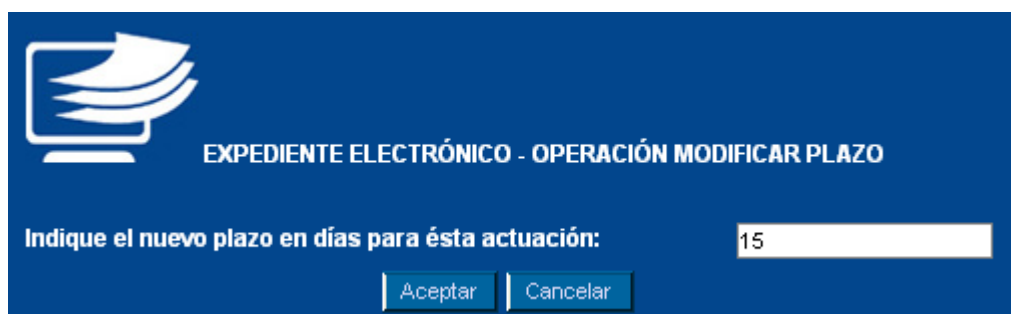 EXPEDIENTE ELECTRÓNICO - OPERACIÓN MODIFICAR PLAZO
Indique el nuevo plazo en días para ésta actuación: 15
Aceptar Cancelar